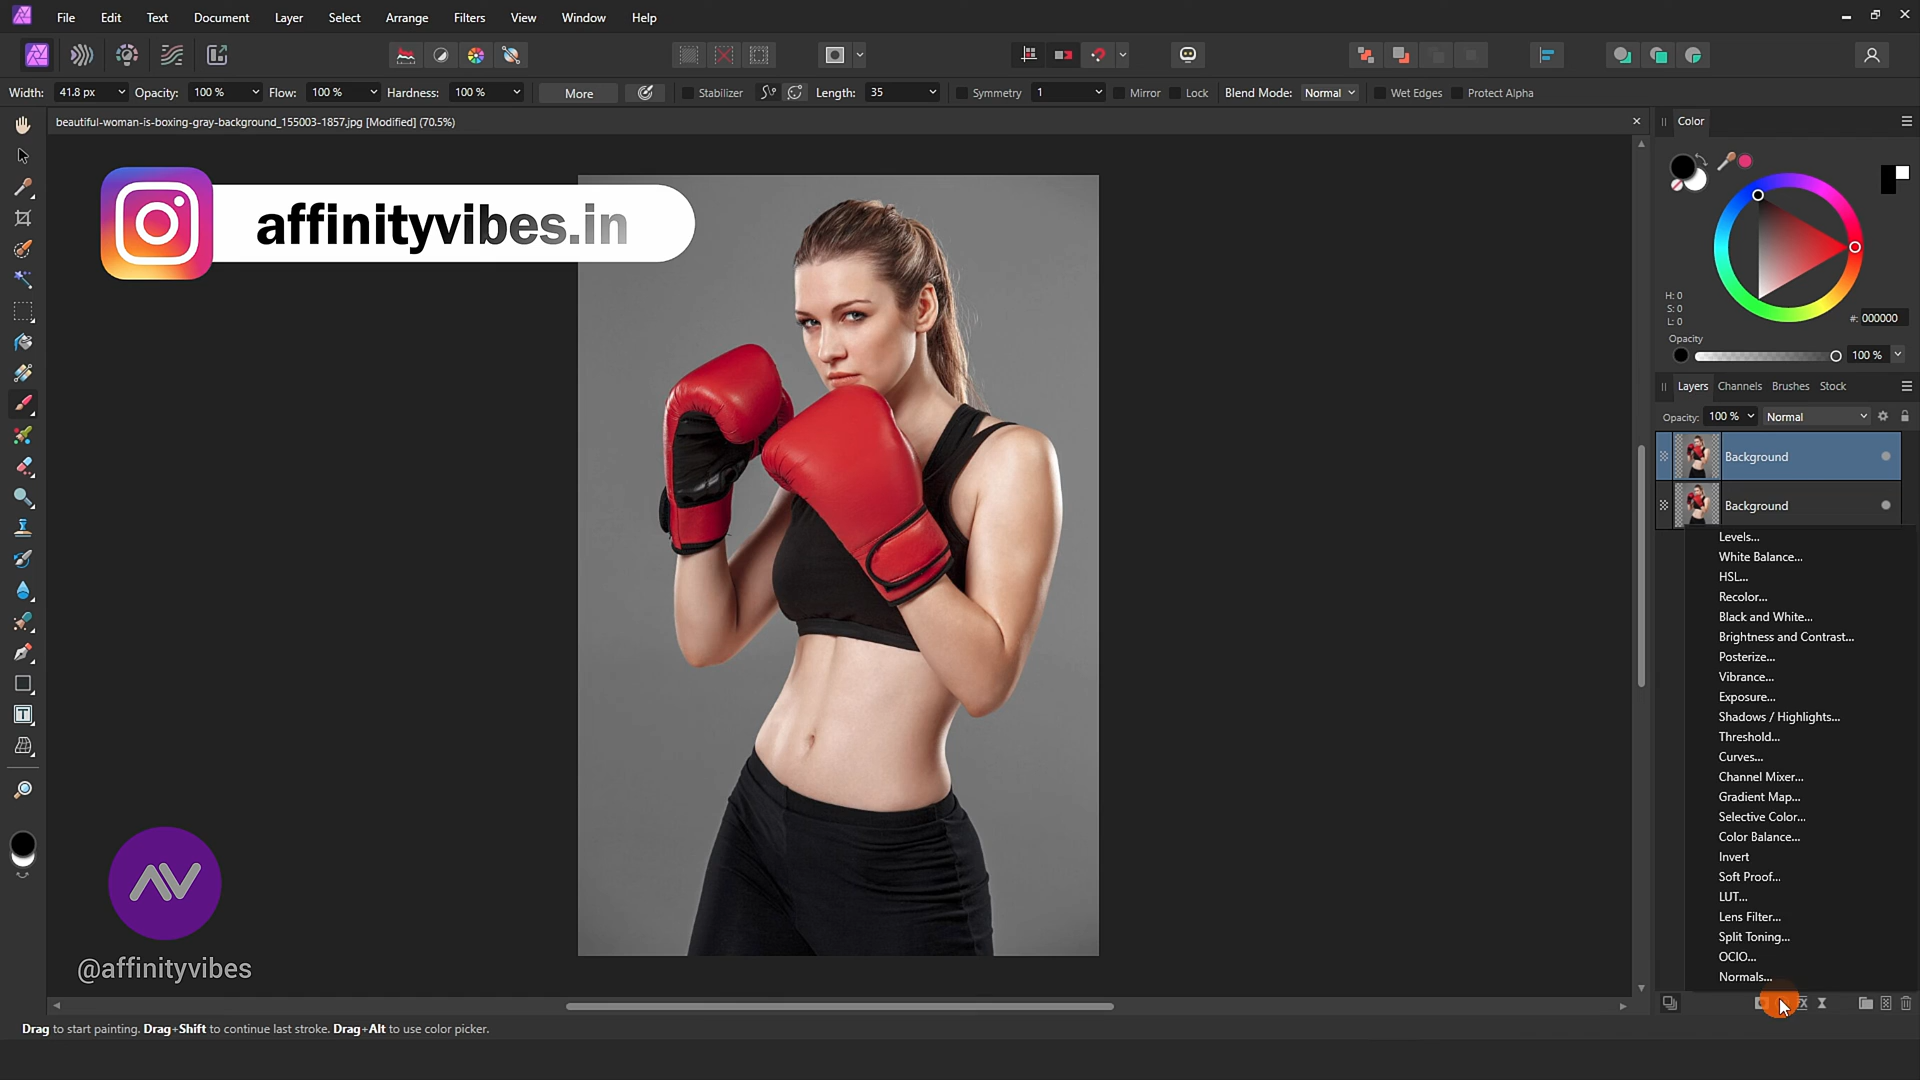 File Edit Text Document Layer Select Arrange Filters View Window Help
Width: 41.8 px Opacity: 100 % Flow: 100 % Hardness: 100 % More Stabilizer Length: 35 Symmetry 1 Mirror Lock Blend Mode: Normal Wet Edges Protect Alpha
beautiful-woman-is-boxing-gray-background_155003-1857.jpg [Modified] (70.5%)
Color
affinityvibes.in
H: 0
S: 0
L: 0
#: 000000
Opacity
100 %
Layers Channels Brushes Stock
Opacity: 100 % Normal
Background
Background
Levels...
White Balance...
HSL...
Recolor...
Black and White...
Brightness and Contrast...
Posterize...
Vibrance...
Exposure...
Shadows / Highlights...
Threshold...
Curves...
Channel Mixer...
Gradient Map...
Selective Color...
Color Balance...
Invert
Soft Proof...
LUT...
Lens Filter...
Split Toning...
OCIO...
Normals...
AV
@affinityvibes
Drag to start painting. Drag+Shift to continue last stroke. Drag+Alt to use color picker.